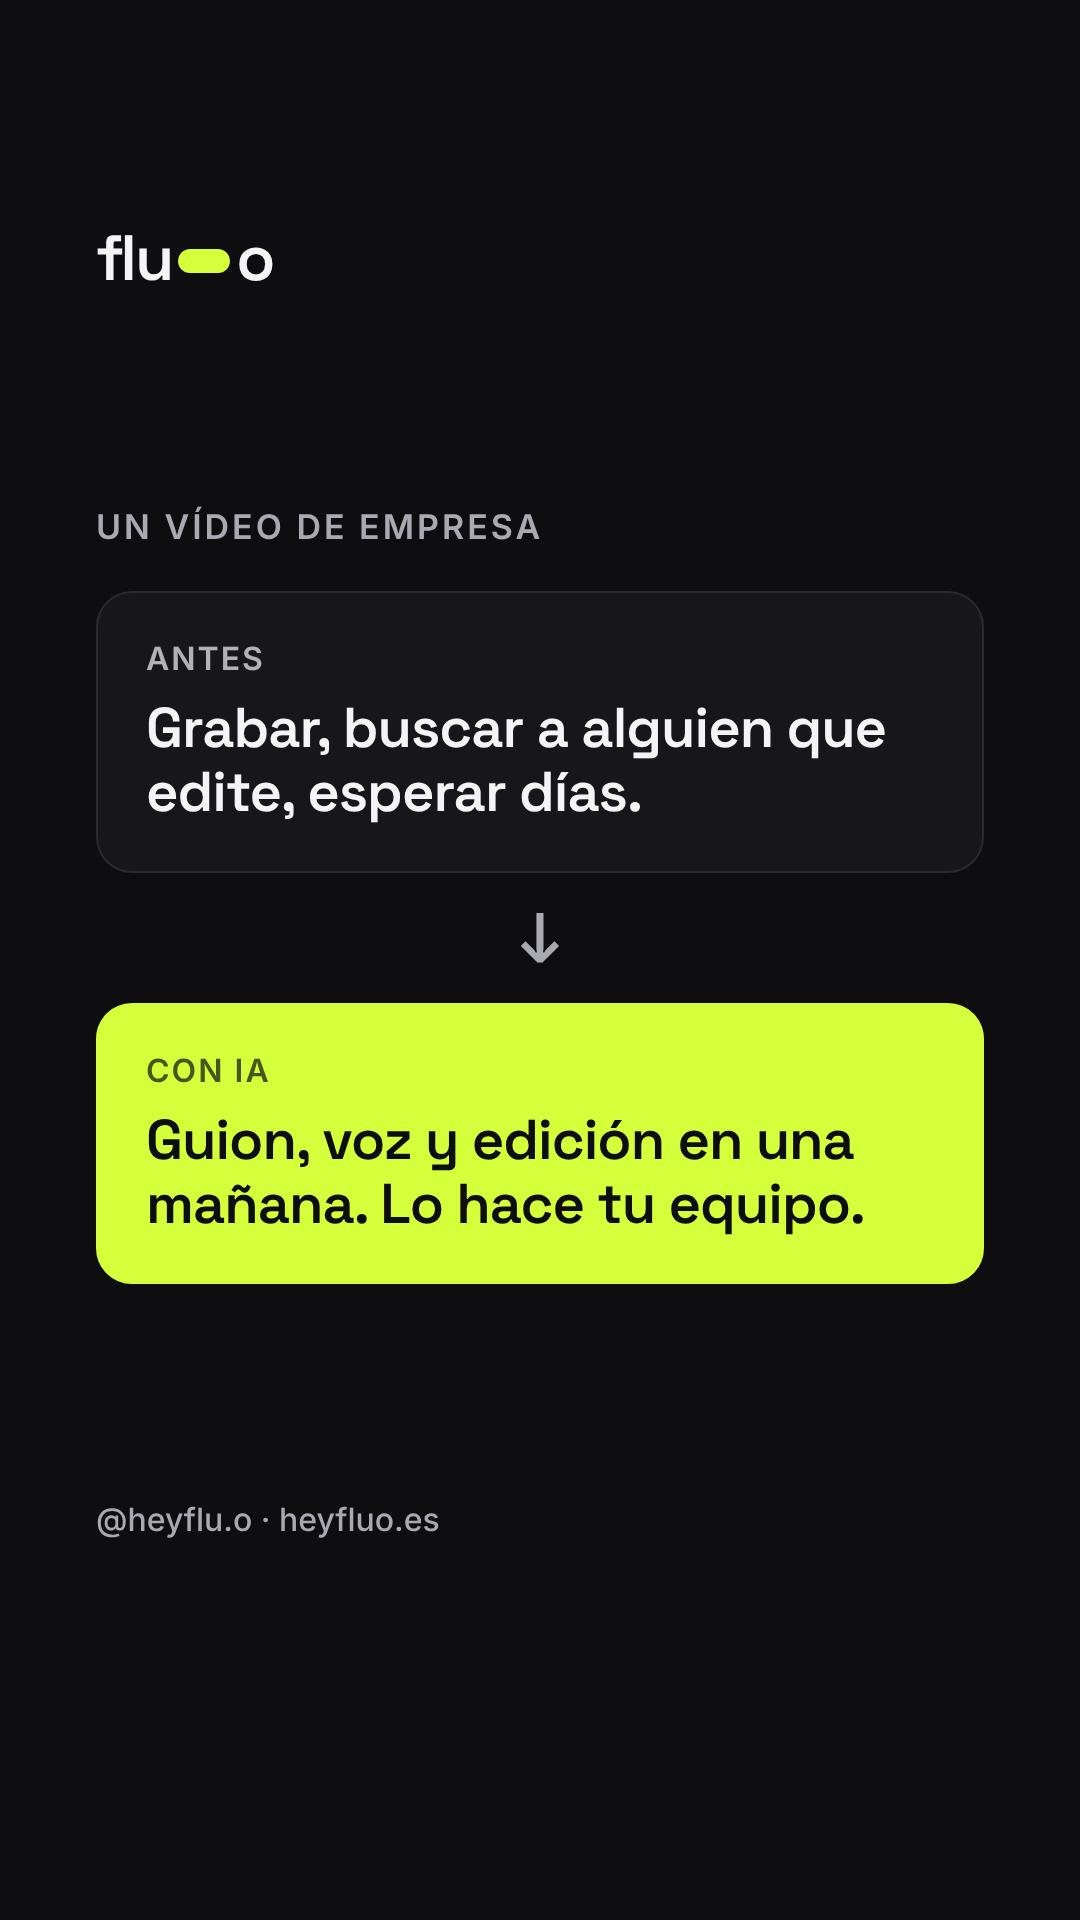 flu o
UN VÍDEO DE EMPRESA
ANTES
Grabar, buscar a alguien que
edite, esperar días.
↓
CON IA
Guion, voz y edición en una
mañana. Lo hace tu equipo.
@heyflu.o · heyfluo.es